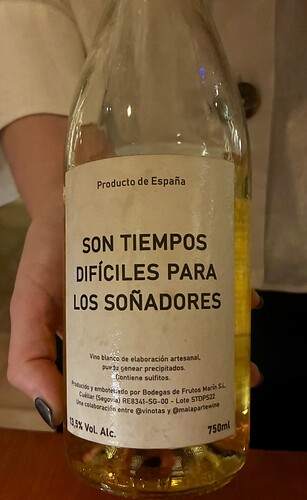 Producto de España
SON TIEMPOS
DIFÍCILES PARA
LOS SOÑADORES
Vino blanco de elaboración artesanal,
puede genear precipitados.
Contiene sulfitos.
Producido y embotelado por Bodegas de Frutos Marín S.L.
Cuéllar (Segovia) RE8341-SG-00 - Lote STDPS22
Una colaboración entre @vinotas y @malapartewine
13,5% Vol. Alc.
750ml